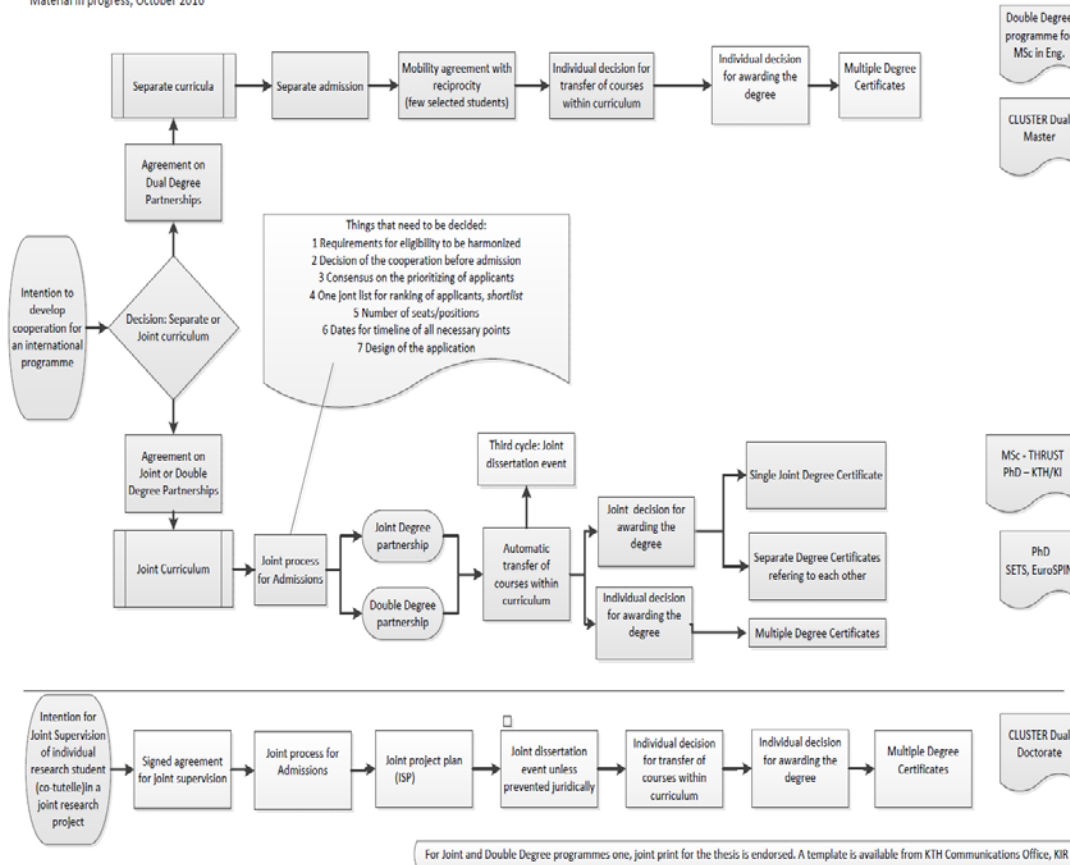 Material in progress, October 2016
Double Degree
programme for
MSc in Eng.
Separate curricula
Separate admission
Mobility agreement with
reciprocity
(few selected students)
Individual decision for
transfer of courses
within curriculum
Individual decision
for awarding the
degree
Multiple Degree
Certificates
CLUSTER Dual
Master
Agreement on
Dual Degree
Partnerships
Things that need to be decided:
1 Requirements for eligibility to be harmonized
2 Decision of the cooperation before admission
3 Consensus on the prioritizing of applicants
4 One jont list for ranking of applicants, shortlist
5 Number of seats/positions
6 Dates for timeline of all necessary points
7 Design of the application
Intention to
develop
cooperation for
an international
programme
Decision: Separate or
Joint curriculum
Agreement on
Joint or Double
Degree Partnerships
Third cycle: Joint
dissertation event
Single Joint Degree Certificate
MSc - THRUST
PhD – KTH/KI
Joint Curriculum
Joint process
for Admissions
Joint Degree
partnership
Double Degree
partnership
Automatic
transfer of
courses within
curriculum
Joint decision for
awarding the
degree
Individual decision
for awarding the
degree
Separate Degree Certificates
refering to each other
Multiple Degree Certificates
PhD
SETS, EuroSPIN
Intention for
Joint Supervision
of individual
research student
(co-tutelle)in a
joint research
project
Signed agreement
for joint supervision
Joint process for
Admissions
Joint project plan
(ISP)
Joint dissertation
event unless
prevented juridically
Individual decision
for transfer of
courses within
curriculum
Individual decision
for awarding the
degree
Multiple Degree
Certificates
CLUSTER Dual
Doctorate
For Joint and Double Degree programmes one, joint print for the thesis is endorsed. A template is available from KTH Communications Office, KIR